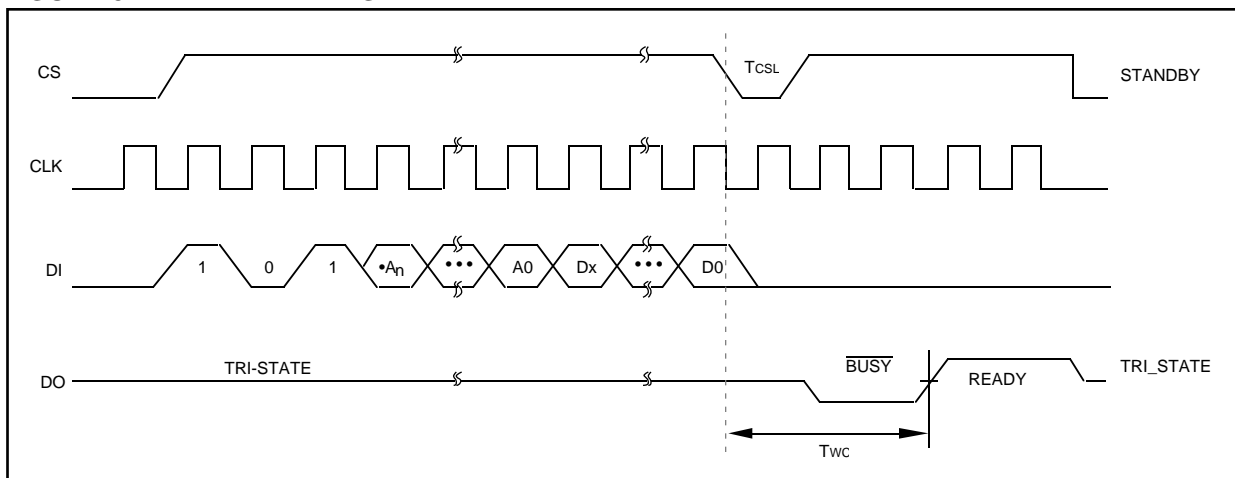 CS
TCSL
STANDBY
CLK
DI
1 0 1 •An ••• A0 Dx ••• D0
DO
TRI-STATE
BUSY
READY
TRI_STATE
TWC